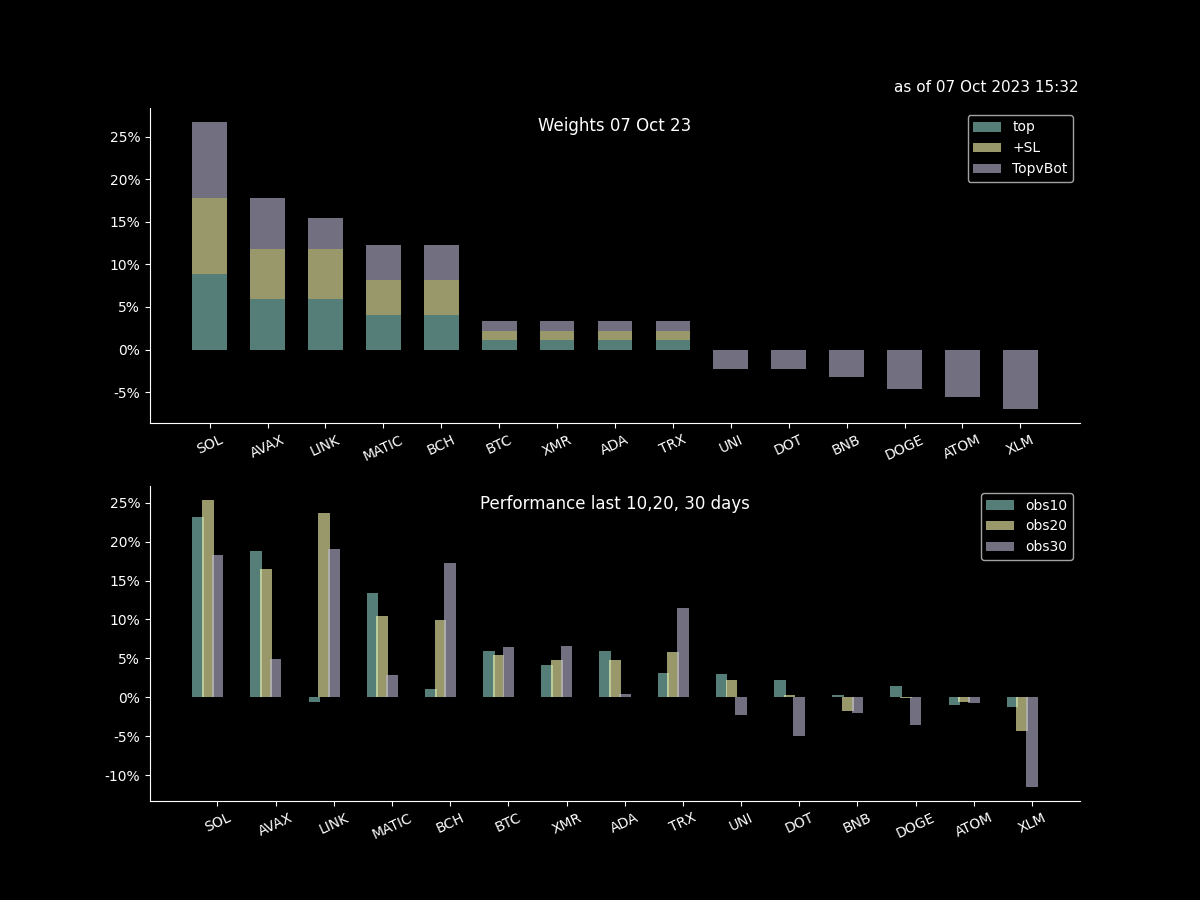 as of 07 Oct 2023 15:32
Weights 07 Oct 23
top
+SL
TopvBot
25%
20%
15%
10%
5%
0%
-5%
SOL AVAX LINK MATIC BCH BTC XMR ADA TRX UNI DOT BNB DOGE ATOM XLM
Performance last 10,20, 30 days
obs10
obs20
obs30
25%
20%
15%
10%
5%
0%
-5%
-10%
SOL AVAX LINK MATIC BCH BTC XMR ADA TRX UNI DOT BNB DOGE ATOM XLM